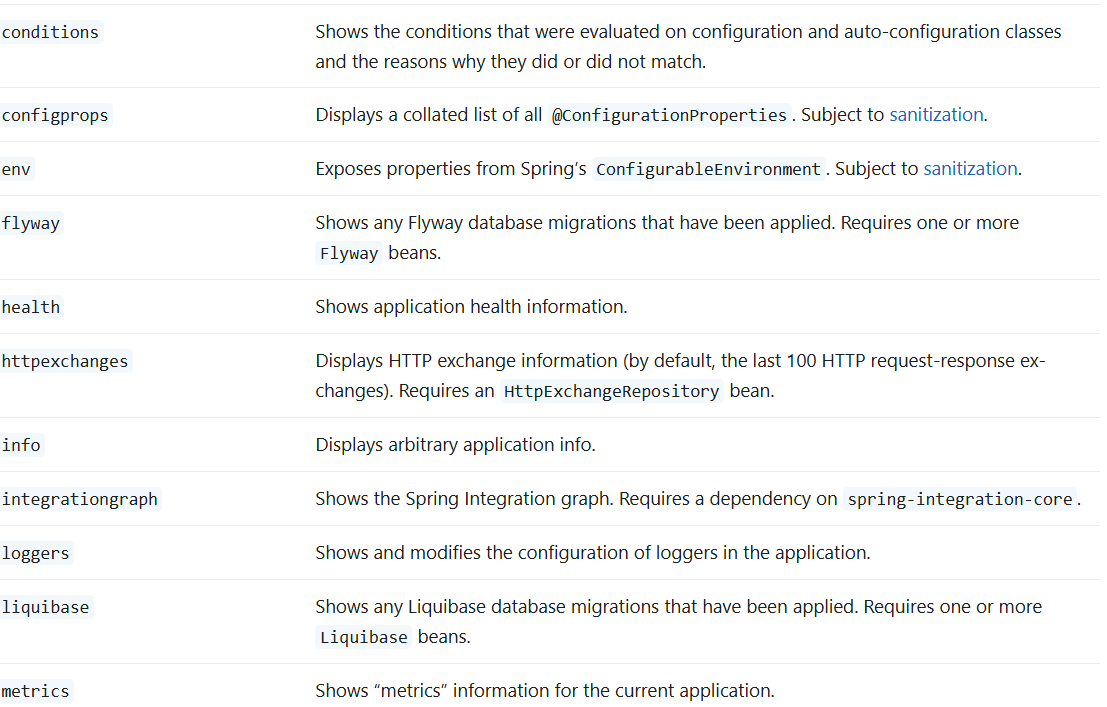 conditions Shows the conditions that were evaluated on configuration and auto-configuration classes
and the reasons why they did or did not match.
configprops Displays a collated list of all @ConfigurationProperties. Subject to sanitization.
env Exposes properties from Spring’s ConfigurableEnvironment. Subject to sanitization.
flyway Shows any Flyway database migrations that have been applied. Requires one or more
Flyway beans.
health Shows application health information.
httpexchanges Displays HTTP exchange information (by default, the last 100 HTTP request-response ex-
changes). Requires an HttpExchangeRepository bean.
info Displays arbitrary application info.
integrationgraph Shows the Spring Integration graph. Requires a dependency on spring-integration-core.
loggers Shows and modifies the configuration of loggers in the application.
liquibase Shows any Liquibase database migrations that have been applied. Requires one or more
Liquibase beans.
metrics Shows “metrics” information for the current application.